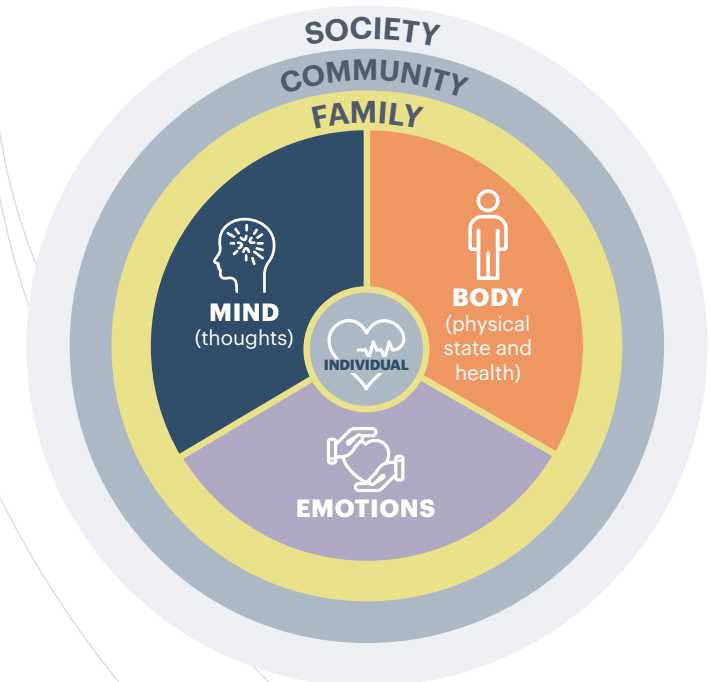 SOCIETY
COMMUNITY
FAMILY
MIND
(thoughts)
BODY
(physical
state and
health)
INDIVIDUAL
EMOTIONS